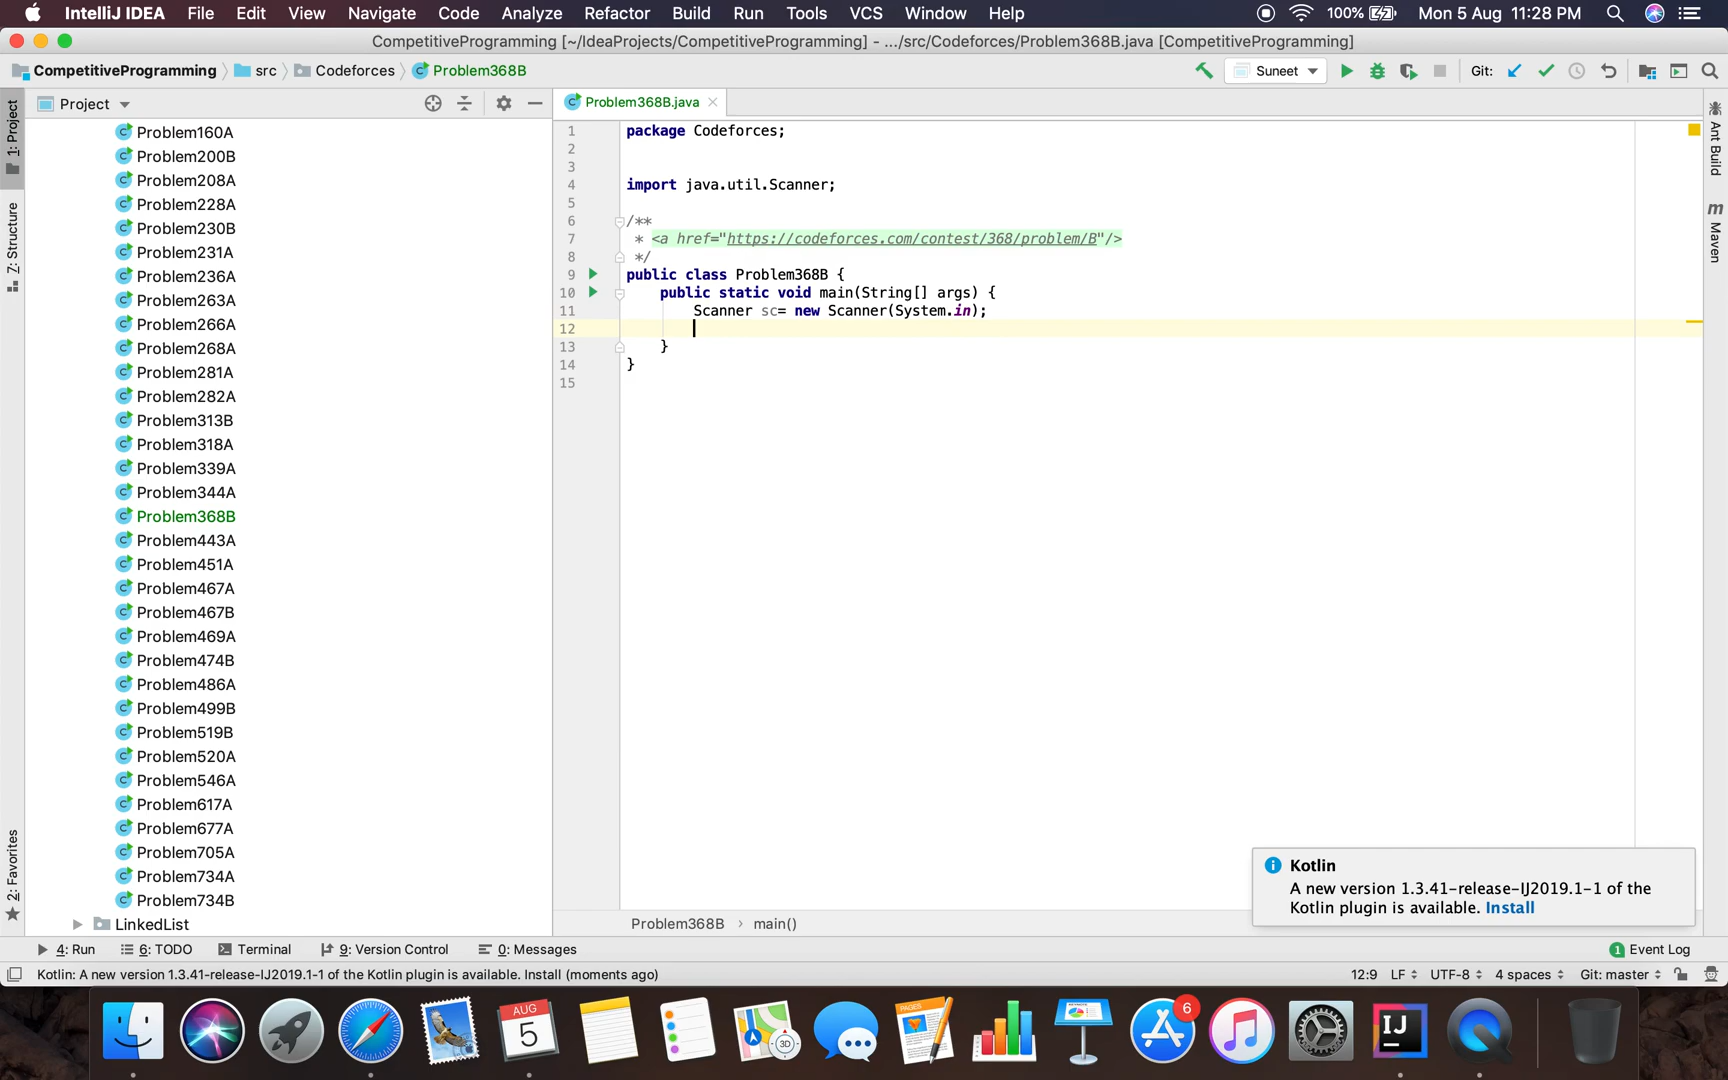 IntelliJ IDEA File Edit View Navigate Code Analyze Refactor Build Run Tools VCS Window Help 100% Mon 5 Aug 11:28 PM
CompetitiveProgramming [~/IdeaProjects/CompetitiveProgramming] - .../src/Codeforces/Problem368B.java [CompetitiveProgramming]
CompetitiveProgramming src Codeforces Problem368B Suneet Git:
1: Project
7: Structure
2: Favorites
Project
Problem160A
Problem200B
Problem208A
Problem228A
Problem230B
Problem231A
Problem236A
Problem263A
Problem266A
Problem268A
Problem281A
Problem282A
Problem313B
Problem318A
Problem339A
Problem344A
Problem368B
Problem443A
Problem451A
Problem467A
Problem467B
Problem469A
Problem474B
Problem486A
Problem499B
Problem519B
Problem520A
Problem546A
Problem617A
Problem677A
Problem705A
Problem734A
Problem734B
LinkedList
Problem368B.java
1 package Codeforces;
2
3
4 import java.util.Scanner;
5
6 /**
7 * <a href="https://codeforces.com/contest/368/problem/B"/>
8 */
9 public class Problem368B {
10 public static void main(String[] args) {
11 Scanner sc= new Scanner(System.in);
12
13 }
14 }
15
Ant Build
m Maven
Kotlin
A new version 1.3.41-release-IJ2019.1-1 of the
Kotlin plugin is available. Install
Problem368B › main()
4: Run 6: TODO Terminal 9: Version Control 0: Messages 1 Event Log
Kotlin: A new version 1.3.41-release-IJ2019.1-1 of the Kotlin plugin is available. Install (moments ago) 12:9 LF UTF-8 4 spaces Git: master
AUG
5
3D
PAGES
6
IJ